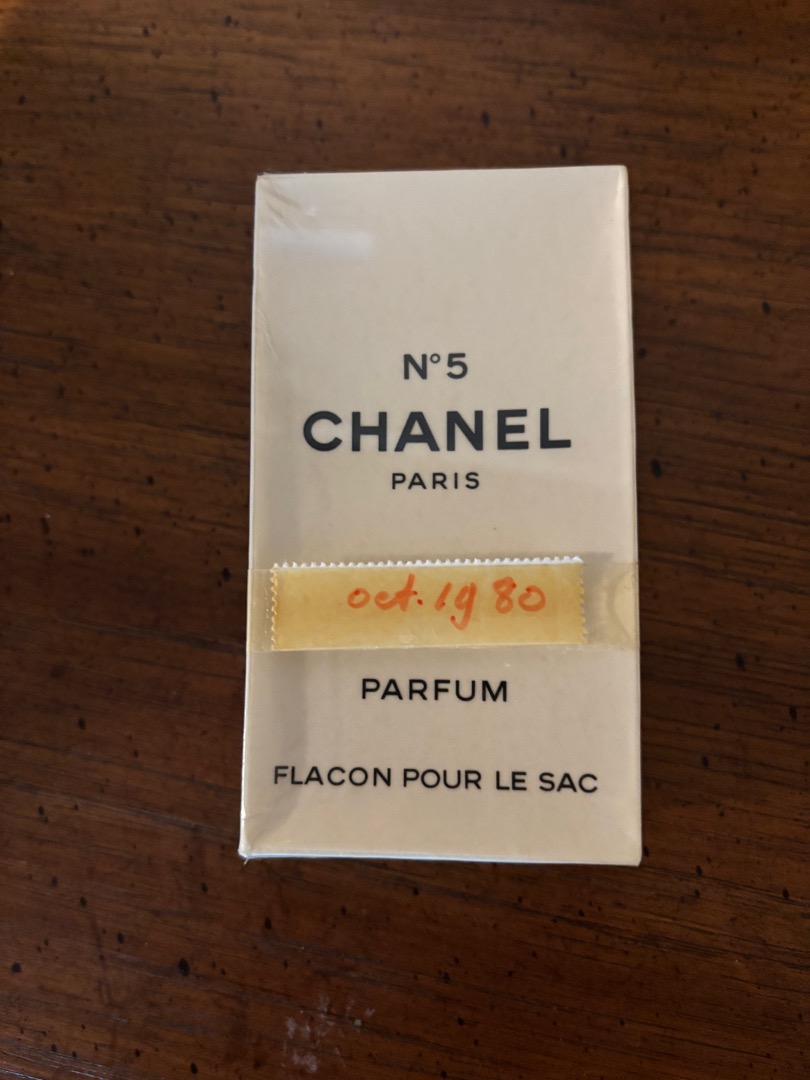 N°5
CHANEL
PARIS
oct. 1980
PARFUM
FLACON POUR LE SAC